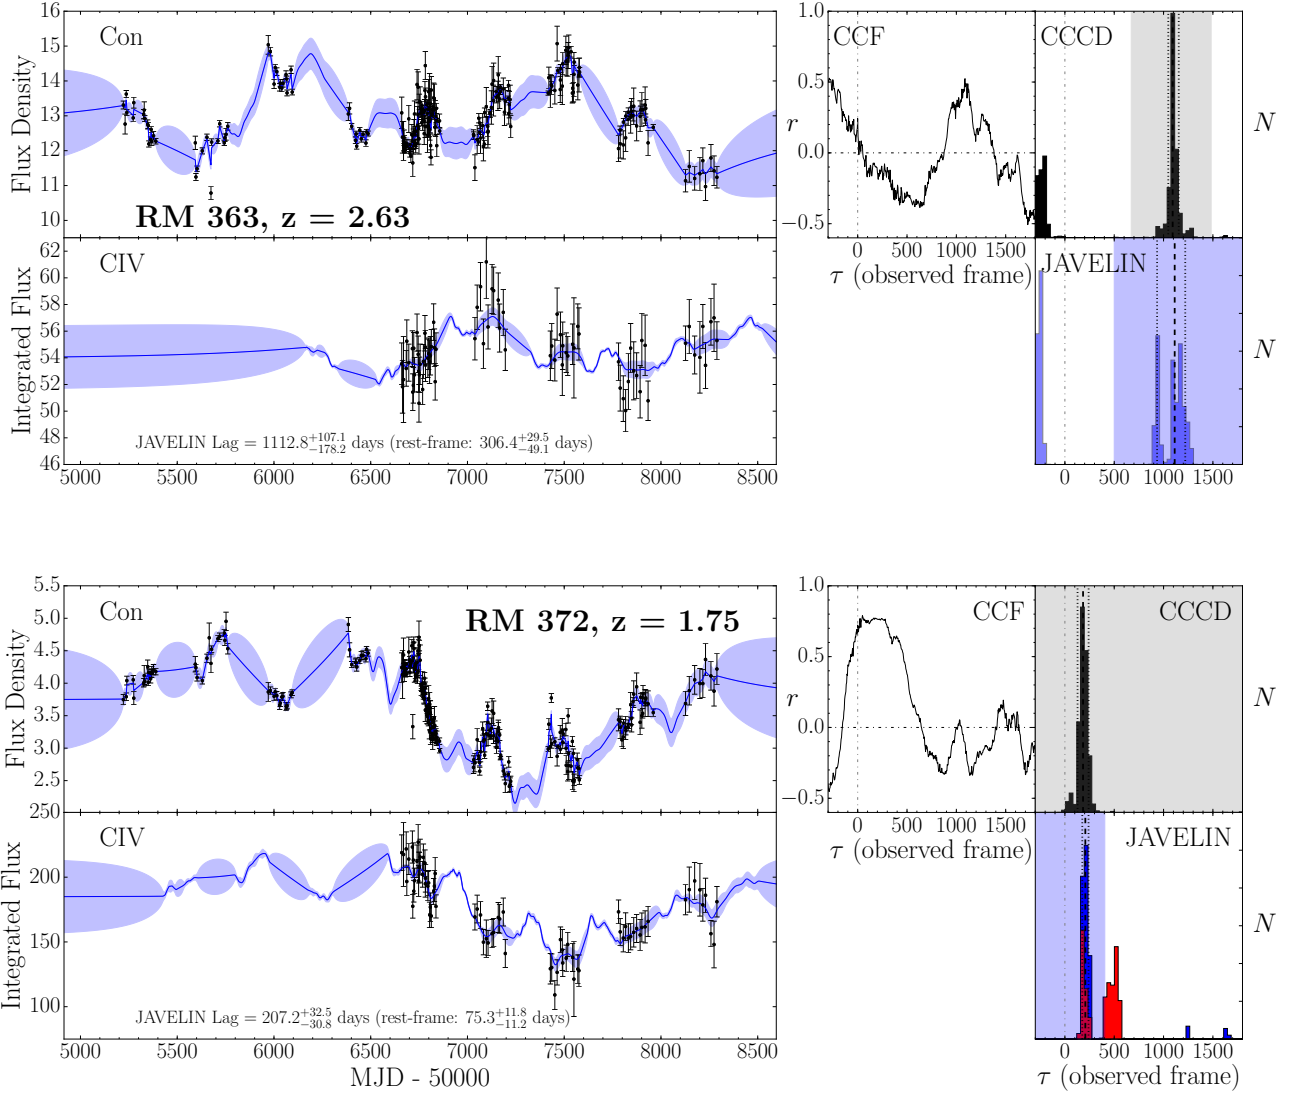 Con
RM 363, z = 2.63
Flux Density
16
15
14
13
12
11
10
CIV
Integrated Flux
62
60
58
56
54
52
50
48
46
JAVELIN Lag = 1112.8^{+107.1}_{−178.2} days (rest-frame: 306.4^{+29.5}_{−49.1} days)
5000 5500 6000 6500 7000 7500 8000 8500
CCF
r
1.0
0.5
0.0
−0.5
0 500 1000 1500
τ (observed frame)
CCCD
N
JAVELIN
N
0 500 1000 1500
Con
RM 372, z = 1.75
Flux Density
5.5
5.0
4.5
4.0
3.5
3.0
2.5
CIV
Integrated Flux
250
200
150
100
JAVELIN Lag = 207.2^{+32.5}_{−30.8} days (rest-frame: 75.3^{+11.8}_{−11.2} days)
5000 5500 6000 6500 7000 7500 8000 8500
MJD - 50000
CCF
r
1.0
0.5
0.0
−0.5
0 500 1000 1500
τ (observed frame)
CCCD
N
JAVELIN
N
0 500 1000 1500
τ (observed frame)